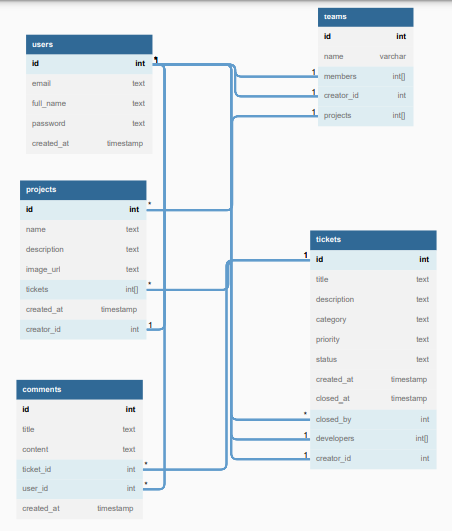 users
id int
email text
full_name text
password text
created_at timestamp
1
teams
id int
name varchar
1 members int[]
1 creator_id int
1 projects int[]
projects
id int *
name text
description text
image_url text
tickets int[] *
created_at timestamp
creator_id int 1
tickets
1 id int
title text
description text
category text
priority text
status text
created_at timestamp
closed_at timestamp
* closed_by int
1 developers int[]
1 creator_id int
comments
id int
title text
content text
ticket_id int *
user_id int *
created_at timestamp